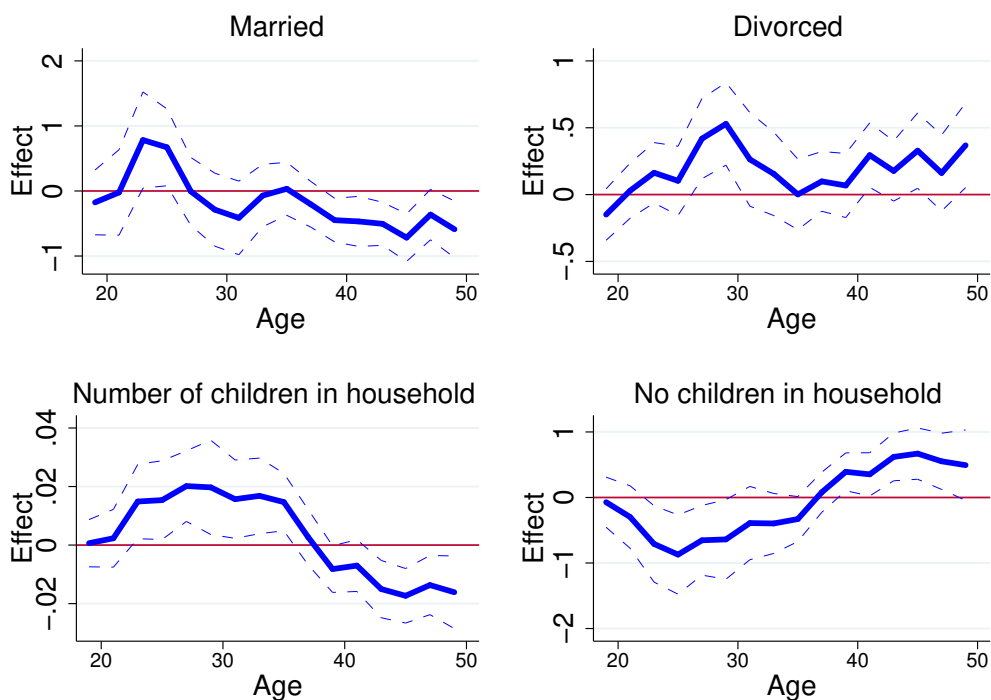 Married
Effect
2
1
0
−1
20 30 40 50
Age
Divorced
Effect
1
.5
0
−.5
20 30 40 50
Age
Number of children in household
Effect
.04
.02
0
−.02
20 30 40 50
Age
No children in household
Effect
1
0
−1
−2
20 30 40 50
Age